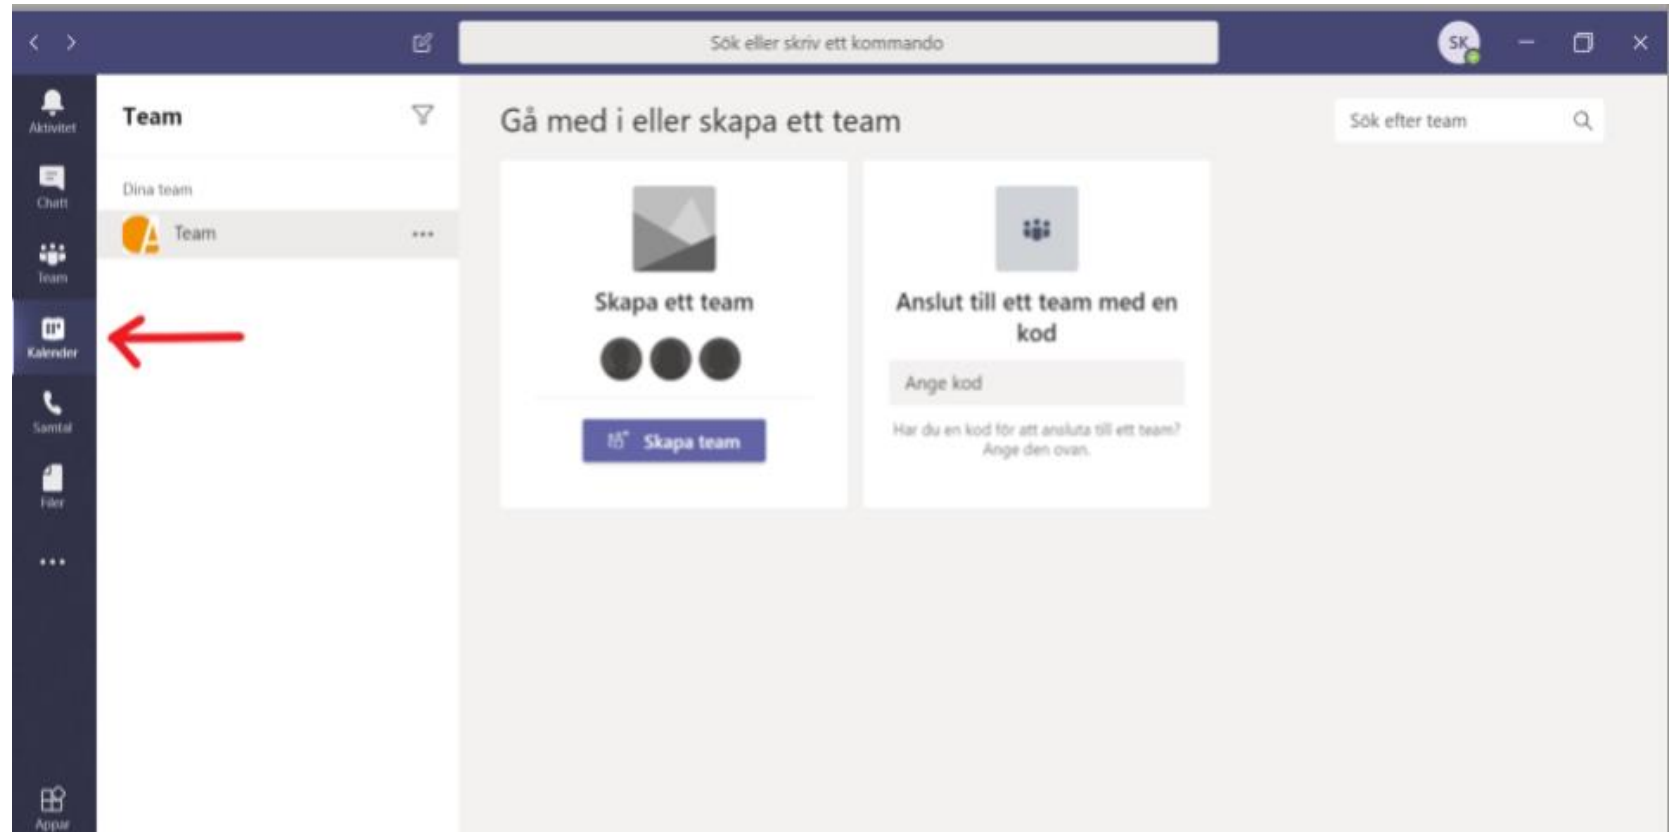 Sök eller skriv ett kommando
SK
Aktivitet
Chatt
Team
Kalender
Samtal
Filer
Appar
Team
Dina team
Team
Gå med i eller skapa ett team
Sök efter team
Skapa ett team
Skapa team
Anslut till ett team med en
kod
Ange kod
Har du en kod för att ansluta till ett team?
Ange den ovan.